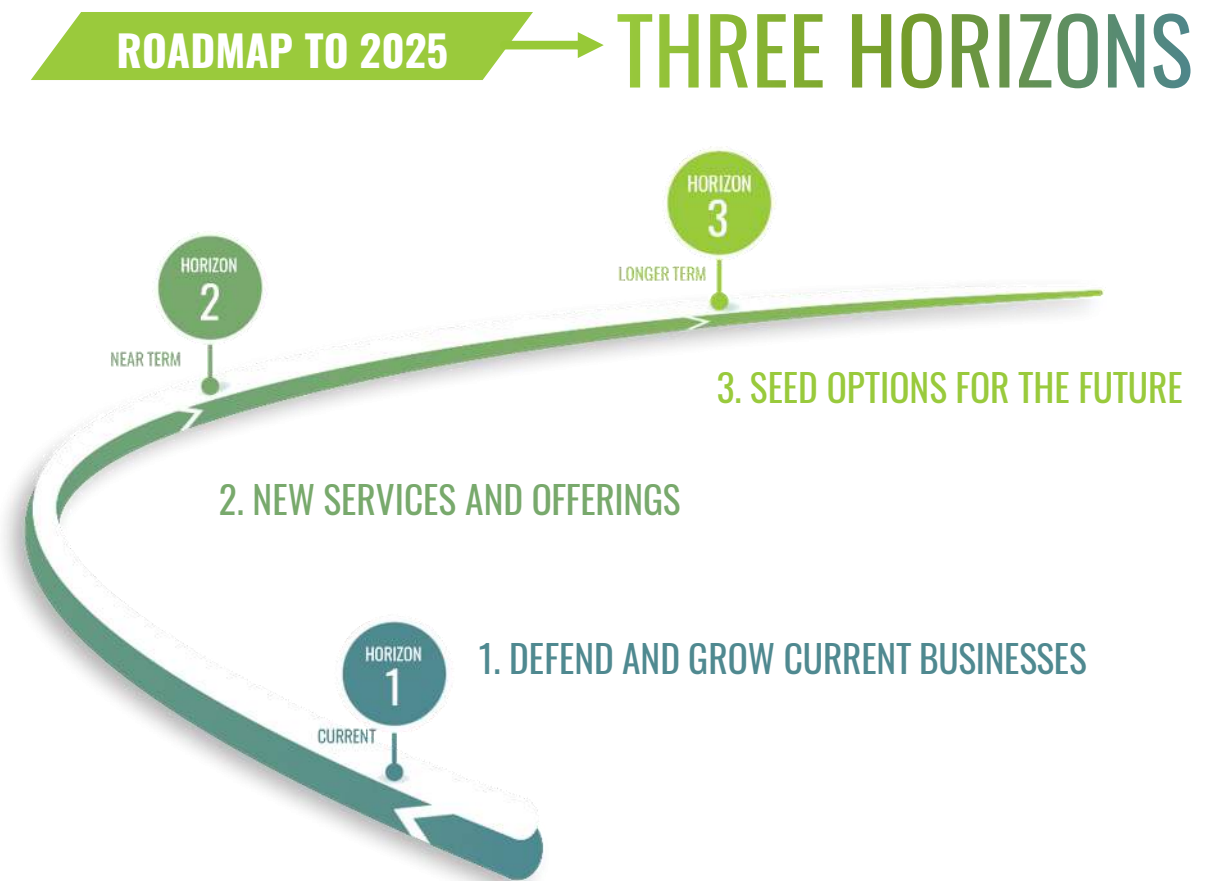 ROADMAP TO 2025
THREE HORIZONS
HORIZON
3
LONGER TERM
HORIZON
2
NEAR TERM
3. SEED OPTIONS FOR THE FUTURE
2. NEW SERVICES AND OFFERINGS
HORIZON
1
1. DEFEND AND GROW CURRENT BUSINESSES
CURRENT